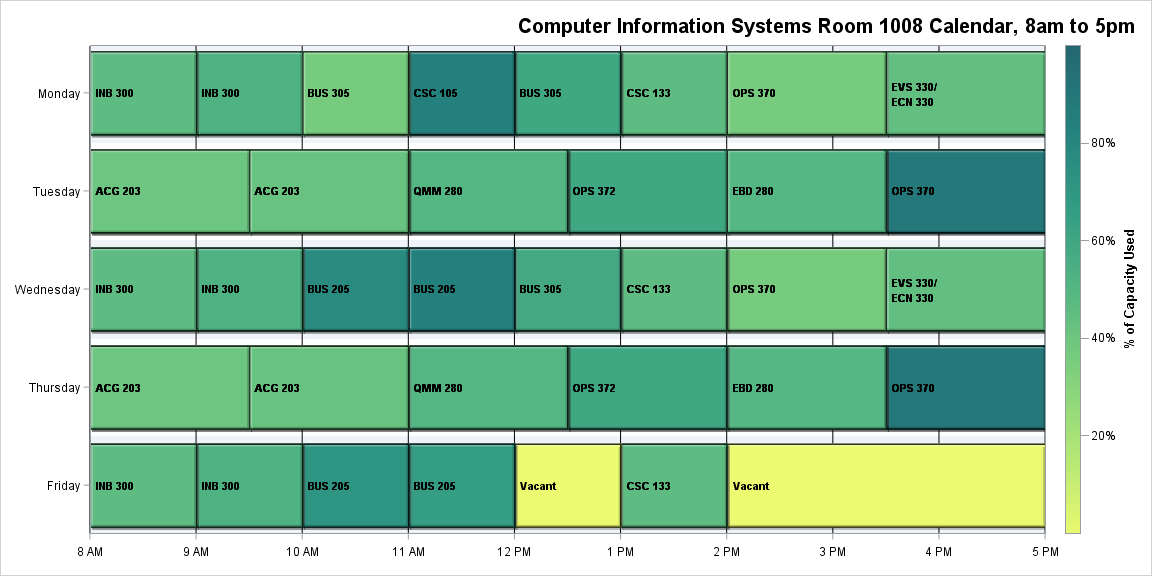 Computer Information Systems Room 1008 Calendar, 8am to 5pm
Monday
INB 300
INB 300
BUS 305
CSC 105
BUS 305
CSC 133
OPS 370
EVS 330/
ECN 330
Tuesday
ACG 203
ACG 203
QMM 280
OPS 372
EBD 280
OPS 370
Wednesday
INB 300
INB 300
BUS 205
BUS 205
BUS 305
CSC 133
OPS 370
EVS 330/
ECN 330
Thursday
ACG 203
ACG 203
QMM 280
OPS 372
EBD 280
OPS 370
Friday
INB 300
INB 300
BUS 205
BUS 205
Vacant
CSC 133
Vacant
8 AM
9 AM
10 AM
11 AM
12 PM
1 PM
2 PM
3 PM
4 PM
5 PM
80%
60%
40%
20%
% of Capacity Used